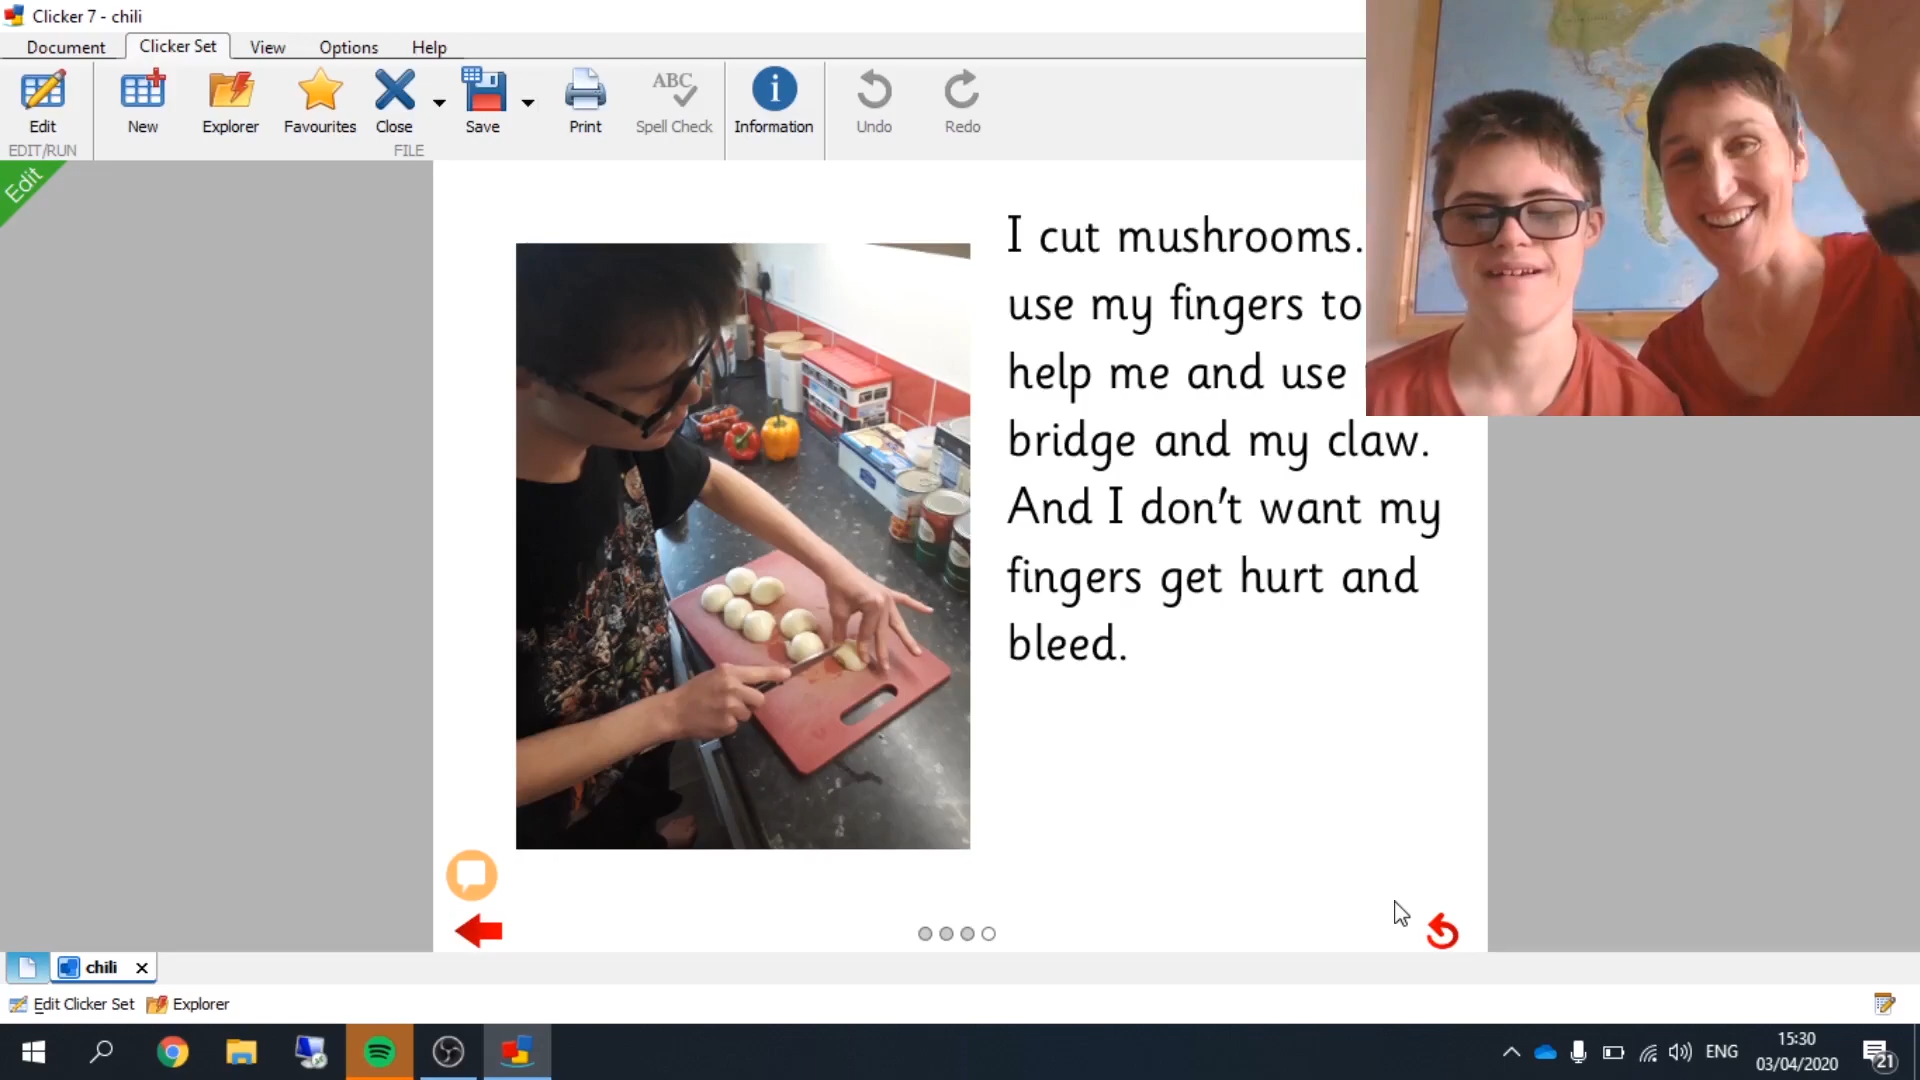 Clicker 7 - chili
Document Clicker Set View Options Help
Edit New Explorer Favourites Close Save Print Spell Check Information Undo Redo
ABC
EDIT/RUN FILE
Edit
I cut mushrooms.
use my fingers to
help me and use
bridge and my claw.
And I don't want my
fingers get hurt and
bleed.
chili
Edit Clicker Set Explorer
ENG
15:30
03/04/2020
21